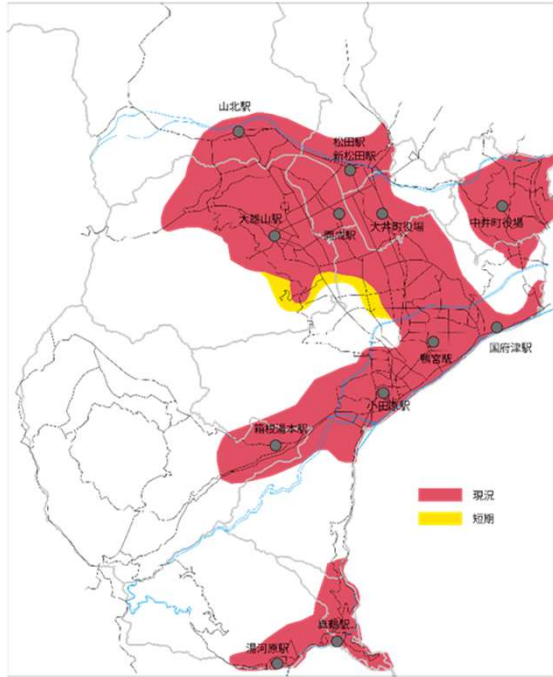 山北駅
松田駅
新松田駅
大雄山駅
開成駅
大井町役場
中井町役場
国府津駅
鴨宮駅
小田原駅
箱根湯本駅
現況
短期
真鶴駅
湯河原駅